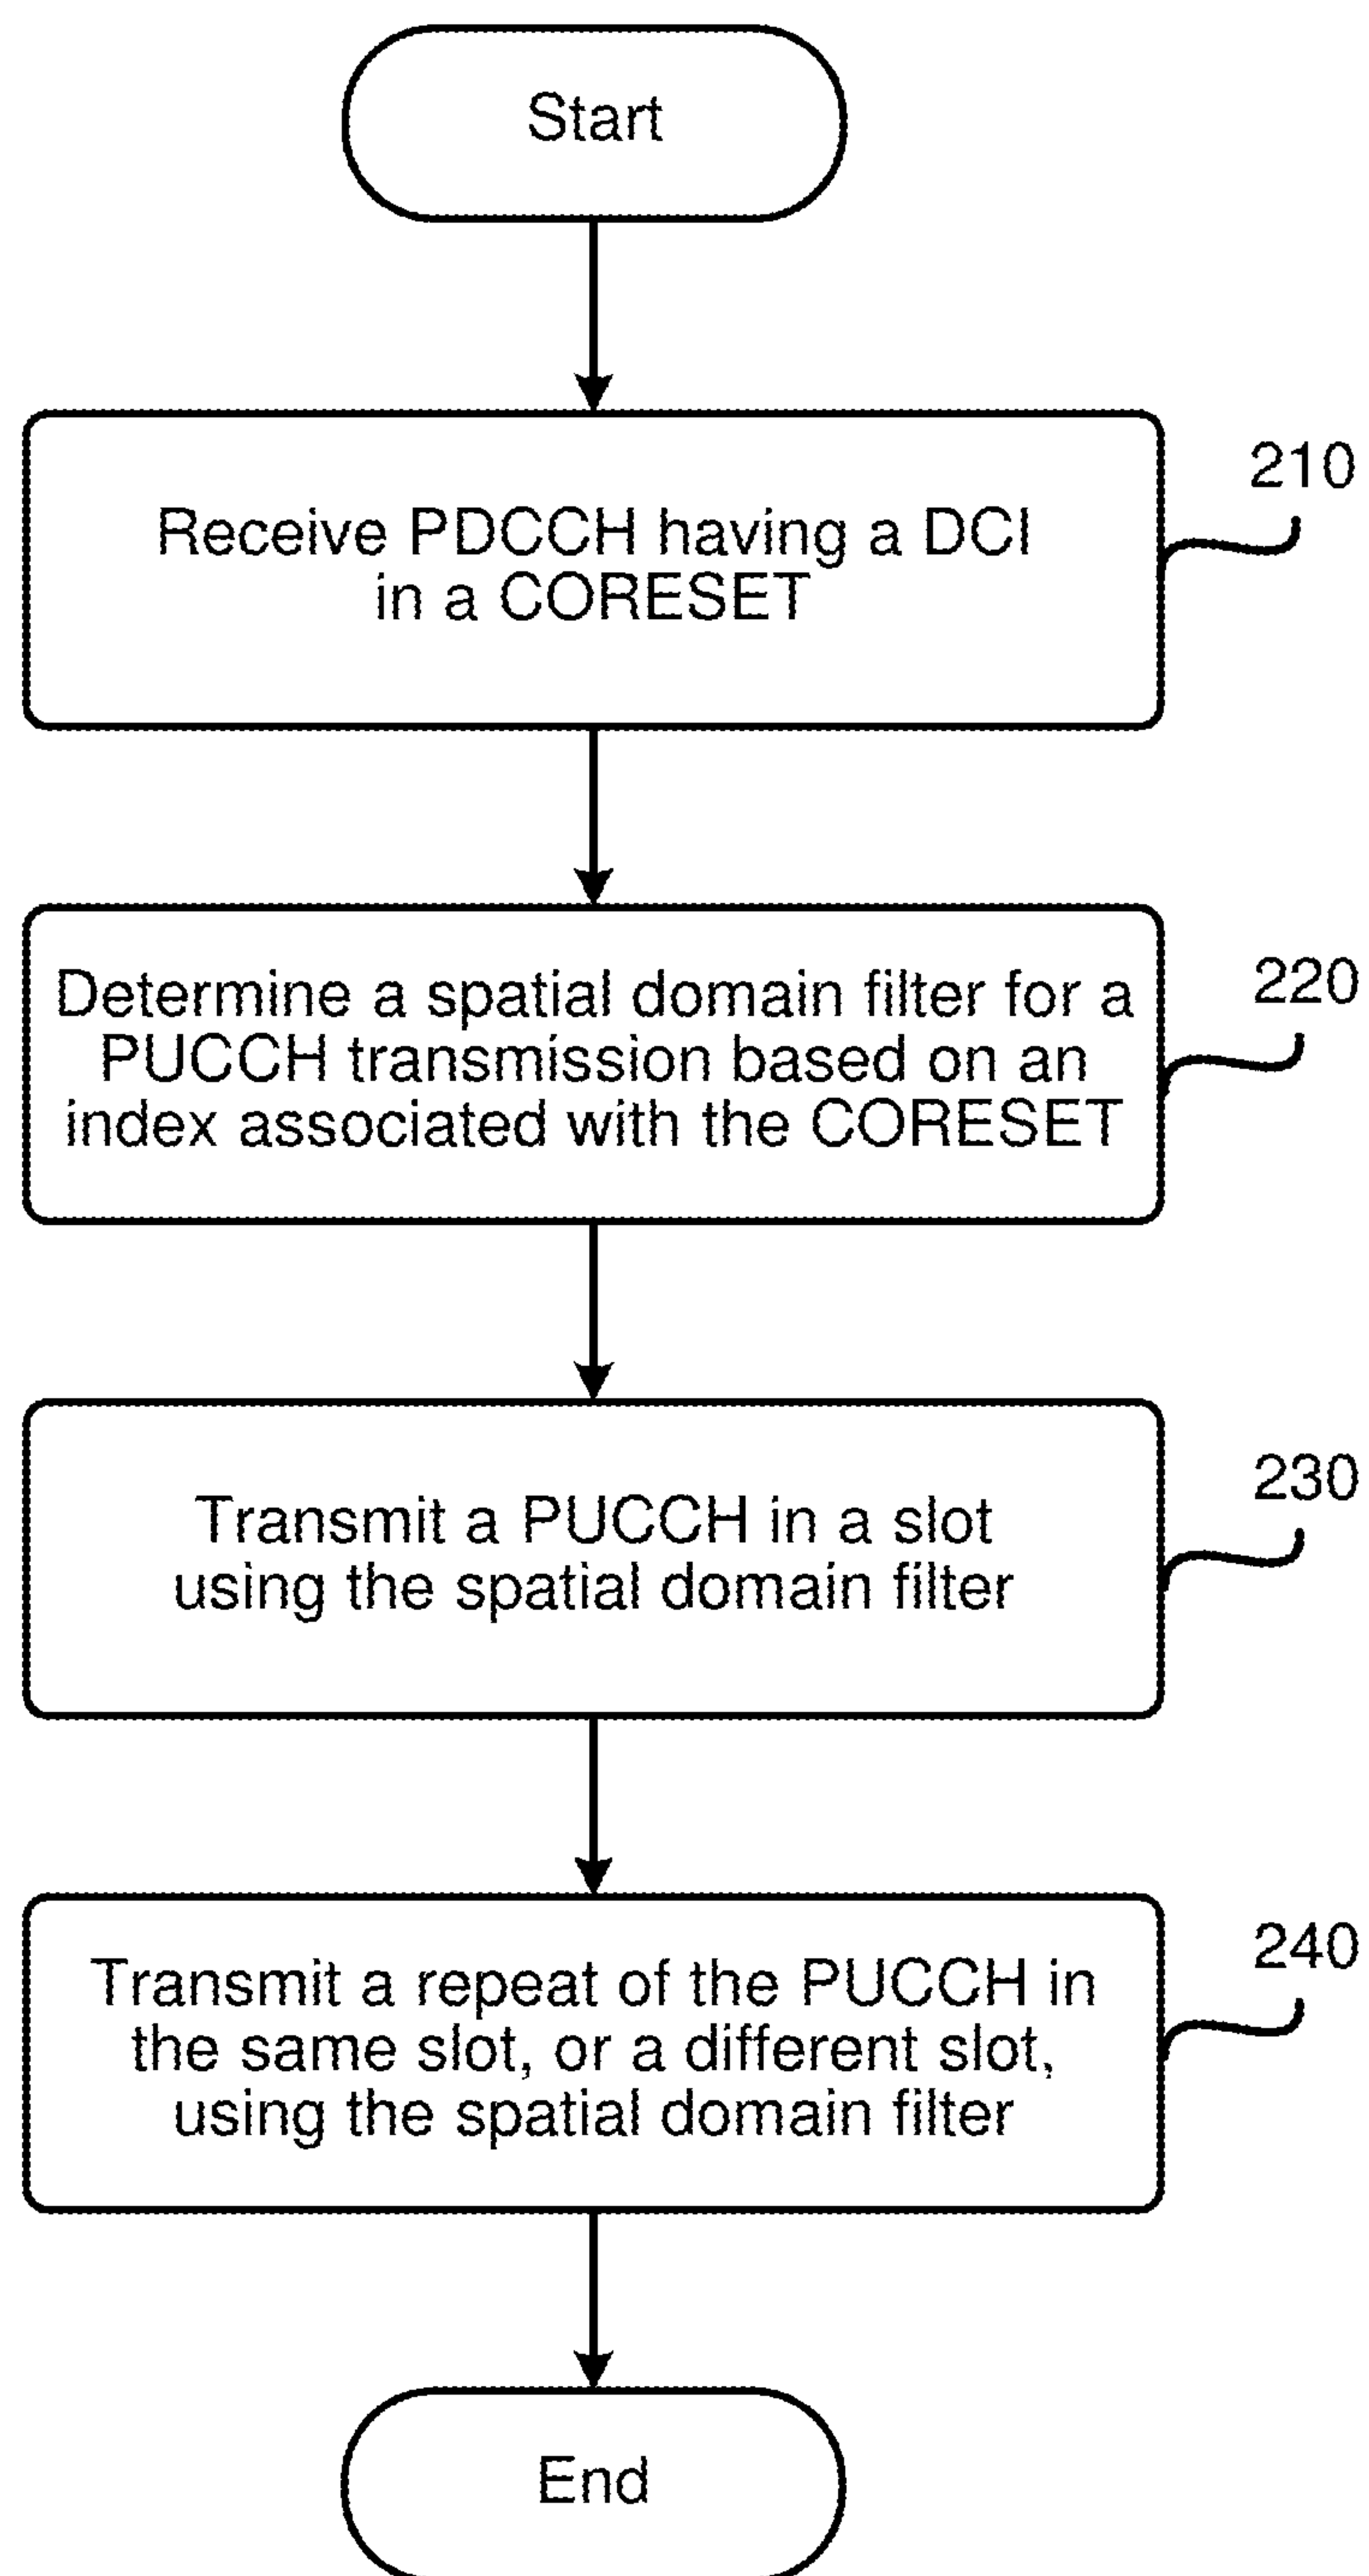 Start
Receive PDCCH having a DCI
in a CORESET
210
Determine a spatial domain filter for a
PUCCH transmission based on an
index associated with the CORESET
220
Transmit a PUCCH in a slot
using the spatial domain filter
230
Transmit a repeat of the PUCCH in
the same slot, or a different slot,
using the spatial domain filter
240
End